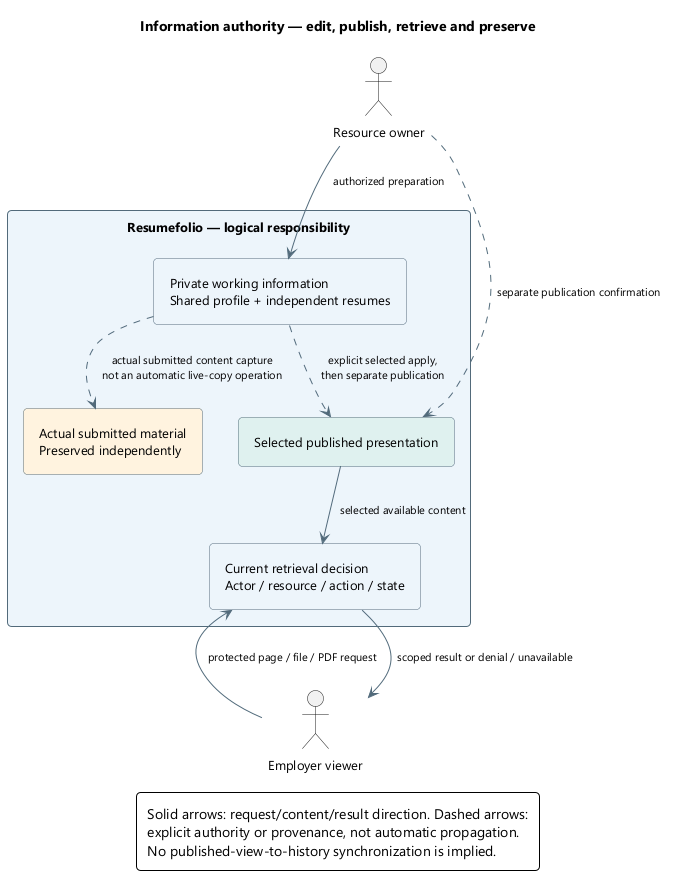 Information authority — edit, publish, retrieve and preserve
Resource owner
authorized preparation
separate publication confirmation
Resumefolio — logical responsibility
Private working information
Shared profile + independent resumes
actual submitted content capture
not an automatic live-copy operation
explicit selected apply,
then separate publication
Actual submitted material
Preserved independently
Selected published presentation
selected available content
Current retrieval decision
Actor / resource / action / state
protected page / file / PDF request
scoped result or denial / unavailable
Employer viewer
Solid arrows: request/content/result direction. Dashed arrows:
explicit authority or provenance, not automatic propagation.
No published-view-to-history synchronization is implied.